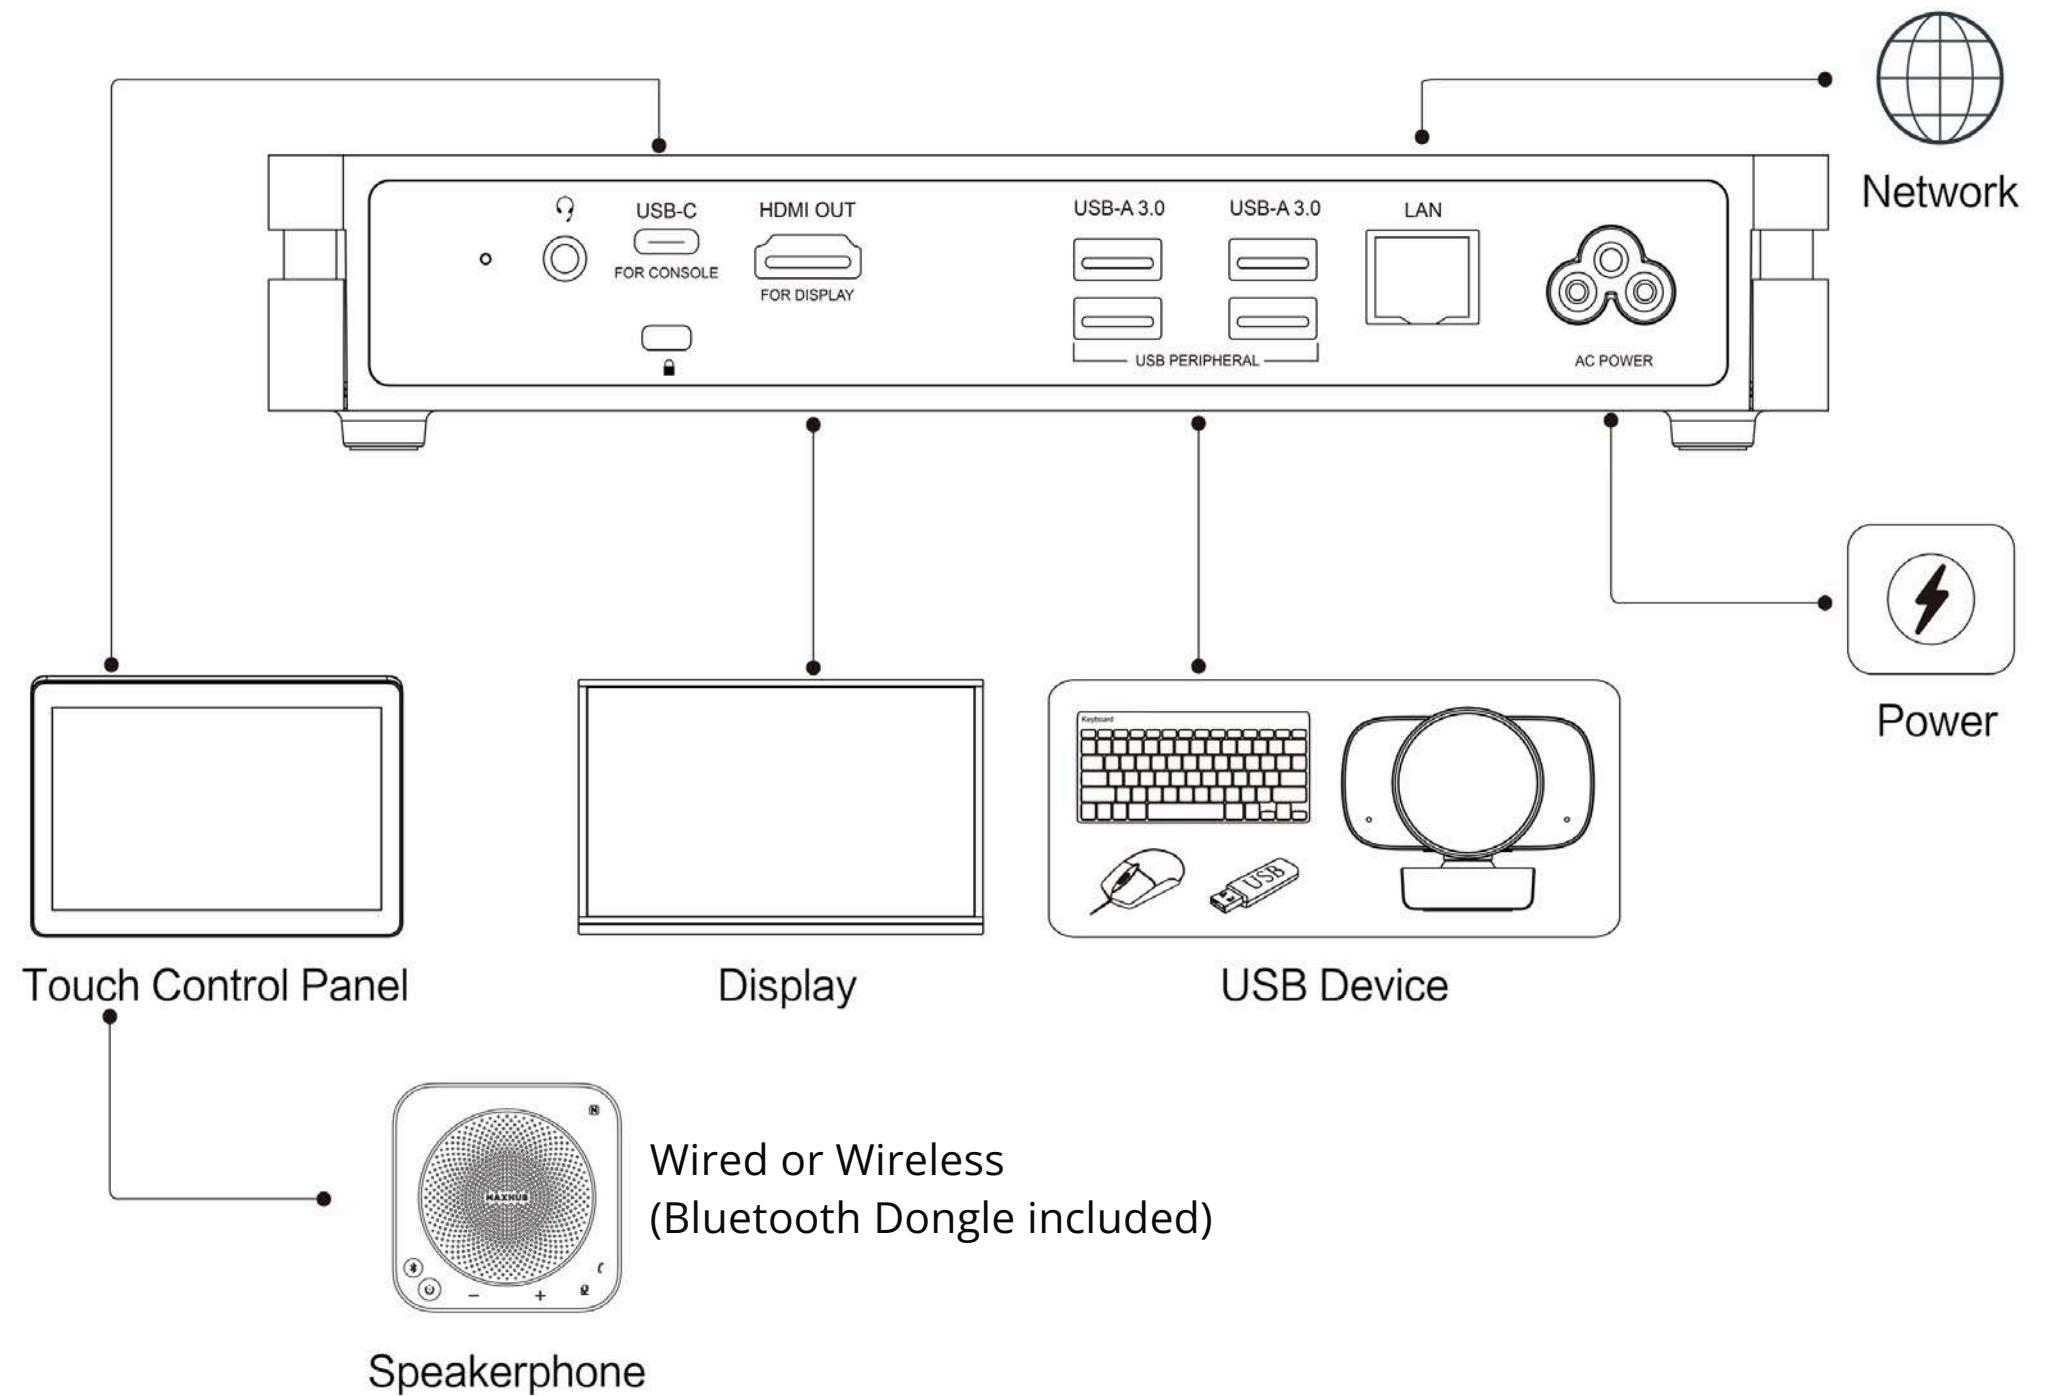 Network
USB-C
HDMI OUT
USB-A 3.0
USB-A 3.0
LAN
FOR CONSOLE
FOR DISPLAY
USB PERIPHERAL
AC POWER
Power
Keyboard
USB
Touch Control Panel
Display
USB Device
N
MAXHUB
Wired or Wireless
(Bluetooth Dongle included)
Speakerphone